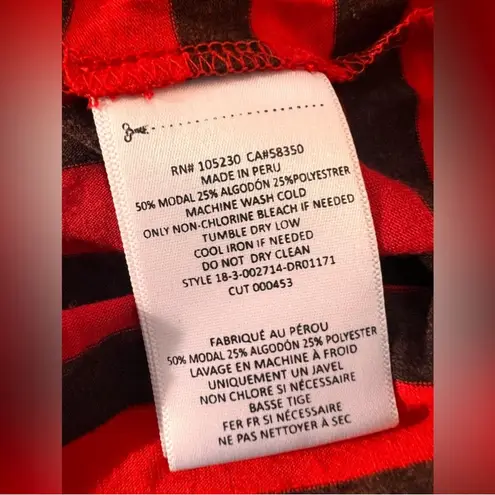 RN# 105230 CA#58350
MADE IN PERU
50% MODAL 25% ALGODÓN 25%POLYESTRER
MACHINE WASH COLD
ONLY NON-CHLORINE BLEACH IF NEEDED
TUMBLE DRY LOW
COOL IRON IF NEEDED
DO NOT DRY CLEAN
STYLE 18-3-002714-DR01171
CUT 000453
FABRIQUÉ AU PÉROU
50% MODAL 25% ALGODÓN 25% POLYESTER
LAVAGE EN MACHINE À FROID
UNIQUEMENT UN JAVEL
NON CHLORÉ SI NÉCESSAIRE
BASSE TIGE
FER FR SI NÉCESSAIRE
NE PAS NETTOYER À SEC